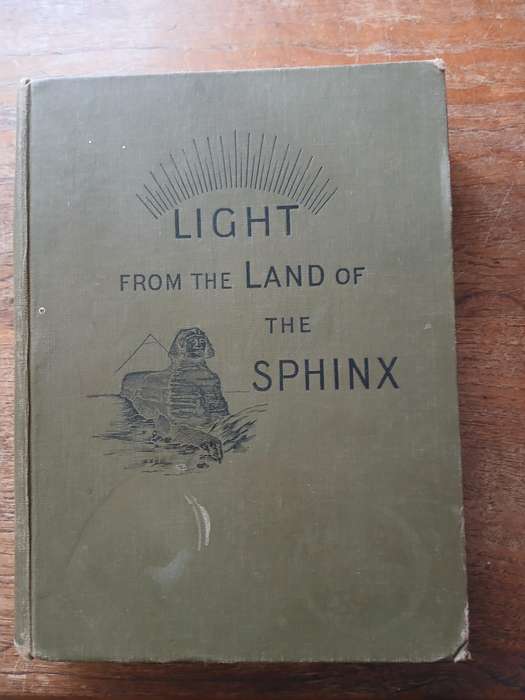 LIGHT
FROM THE LAND OF
THE
SPHINX